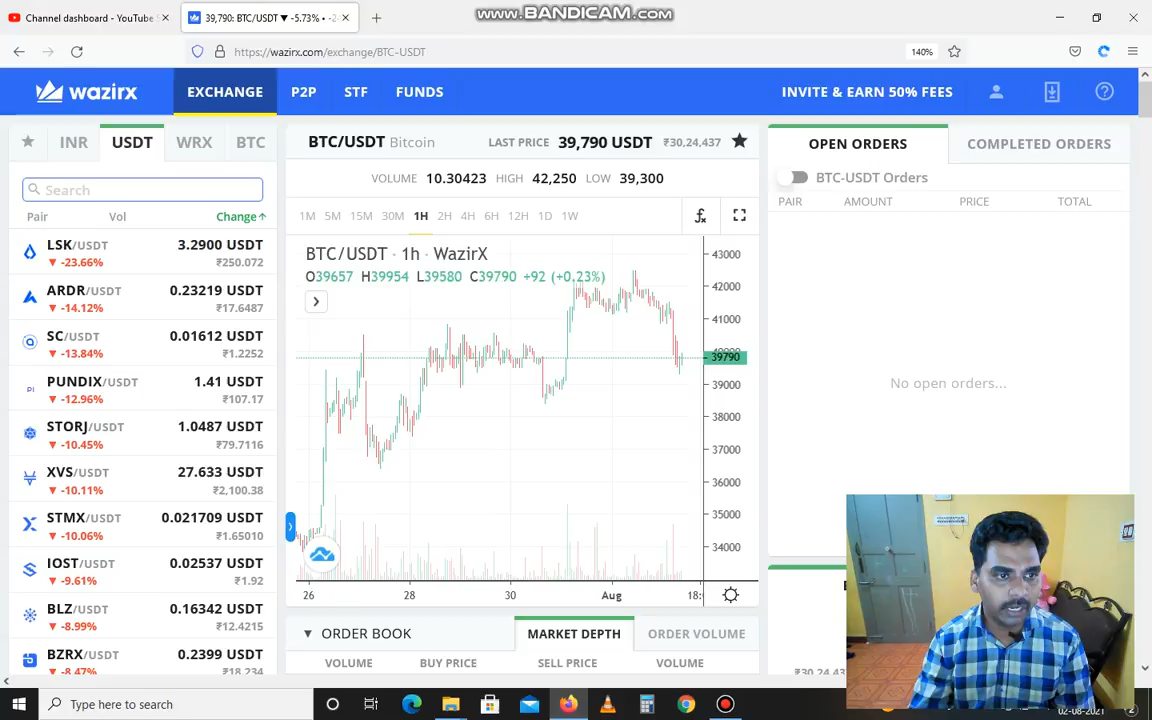 Channel dashboard - YouTube S
39,790: BTC/USDT ▼ -5.73% •
www.BANDICAM.com
https://wazirx.com/exchange/BTC-USDT
140%
wazirx
EXCHANGE
P2P
STF
FUNDS
INVITE & EARN 50% FEES
INR
USDT
WRX
BTC
Search
Pair
Vol
Change↑
LSK/USDT 3.2900 USDT
▼ -23.66% ₹250.072
ARDR/USDT 0.23219 USDT
▼ -14.12% ₹17.6487
SC/USDT 0.01612 USDT
▼ -13.84% ₹1.2252
PUNDIX/USDT 1.41 USDT
▼ -12.96% ₹107.17
STORJ/USDT 1.0487 USDT
▼ -10.45% ₹79.7116
XVS/USDT 27.633 USDT
▼ -10.11% ₹2,100.38
STMX/USDT 0.021709 USDT
▼ -10.06% ₹1.65010
IOST/USDT 0.02537 USDT
▼ -9.61% ₹1.92
BLZ/USDT 0.16342 USDT
▼ -8.99% ₹12.4215
BZRX/USDT 0.2399 USDT
▼ -8.47% ₹18.234
BTC/USDT Bitcoin
LAST PRICE 39,790 USDT ₹30,24,437
VOLUME 10.30423 HIGH 42,250 LOW 39,300
1M 5M 15M 30M 1H 2H 4H 6H 12H 1D 1W
BTC/USDT · 1h · WazirX
O39657 H39954 L39580 C39790 +92 (+0.23%)
43000
42000
41000
40000
39790
39000
38000
37000
36000
35000
34000
26 28 30 Aug 18:
▼ ORDER BOOK
MARKET DEPTH
ORDER VOLUME
VOLUME BUY PRICE SELL PRICE VOLUME
OPEN ORDERS
COMPLETED ORDERS
BTC-USDT Orders
PAIR AMOUNT PRICE TOTAL
No open orders...
₹30,24,43
Type here to search
02-08-2021